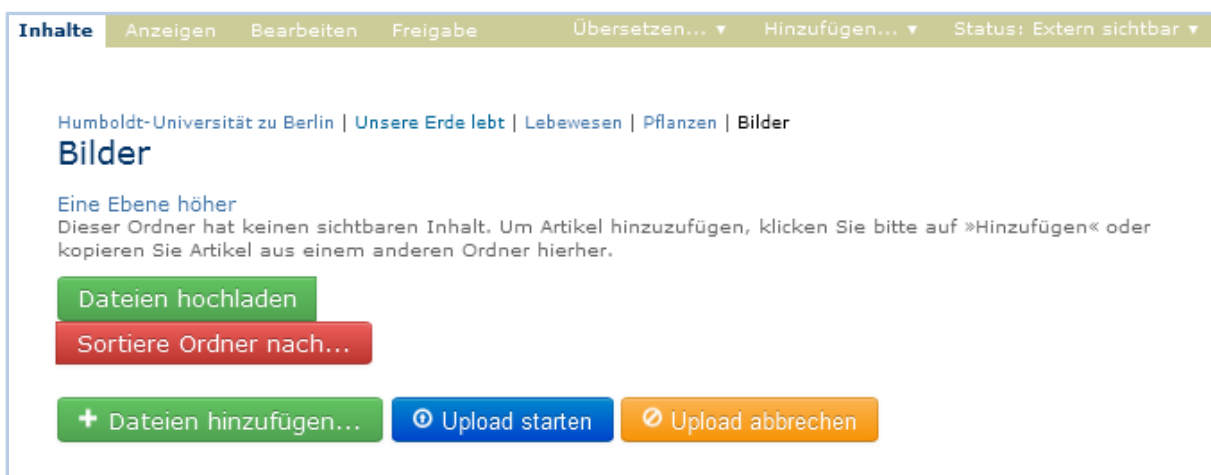 Inhalte Anzeigen Bearbeiten Freigabe Übersetzen... ▾ Hinzufügen... ▾ Status: Extern sichtbar ▾
Humboldt-Universität zu Berlin | Unsere Erde lebt | Lebewesen | Pflanzen | Bilder
Bilder
Eine Ebene höher
Dieser Ordner hat keinen sichtbaren Inhalt. Um Artikel hinzuzufügen, klicken Sie bitte auf »Hinzufügen« oder
kopieren Sie Artikel aus einem anderen Ordner hierher.
Dateien hochladen
Sortiere Ordner nach...
+ Dateien hinzufügen... Upload starten Upload abbrechen